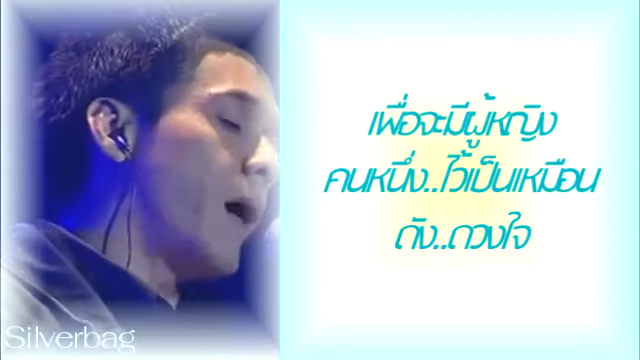 เพื่อจะมีผู้หญิง
คนหนึ่ง..ไว้เป็นเหมือน
ดัง..ดวงใจ
Silverbag